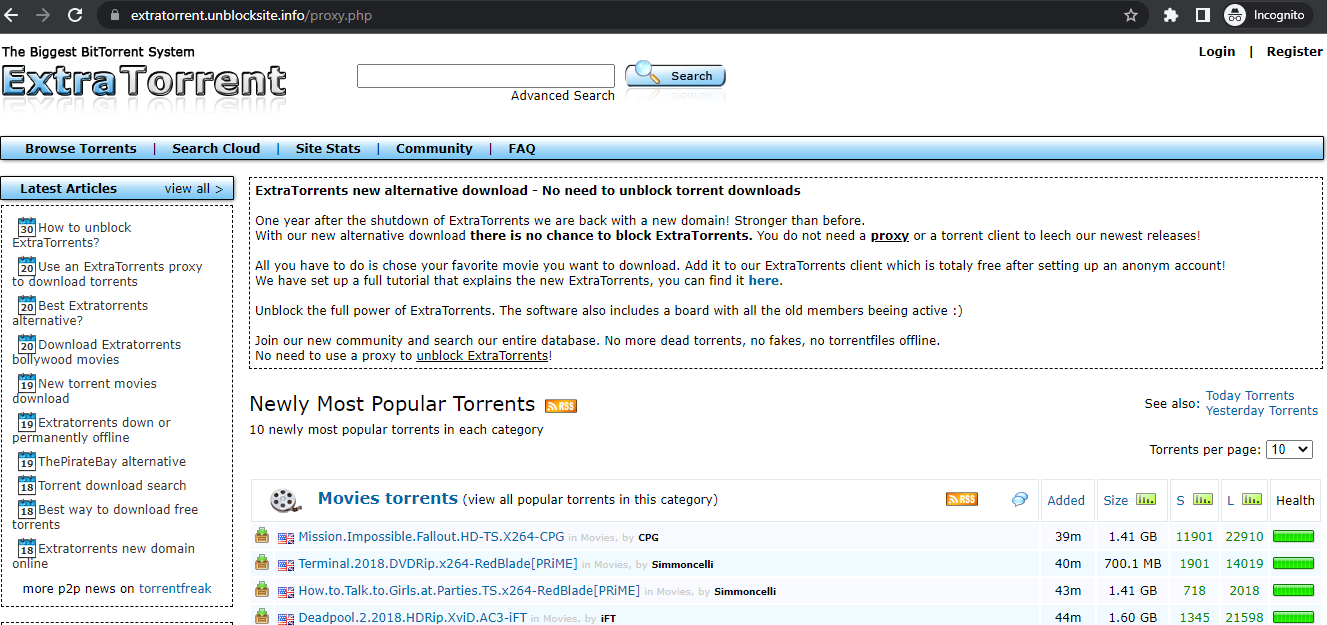 extratorrent.unblocksite.info/proxy.php
Incognito
The Biggest BitTorrent System
ExtraTorrent
Search
Advanced Search
Login | Register
Browse Torrents | Search Cloud | Site Stats | Community | FAQ
Latest Articles view all >
30 How to unblock
ExtraTorrents?
20 Use an ExtraTorrents proxy
to download torrents
20 Best Extratorrents
alternative?
20 Download Extratorrents
bollywood movies
19 New torrent movies
download
19 Extratorrents down or
permanently offline
19 ThePirateBay alternative
18 Torrent download search
18 Best way to download free
torrents
18 Extratorrents new domain
online
more p2p news on torrentfreak
ExtraTorrents new alternative download - No need to unblock torrent downloads
One year after the shutdown of ExtraTorrents we are back with a new domain! Stronger than before.
With our new alternative download there is no chance to block ExtraTorrents. You do not need a proxy or a torrent client to leech our newest releases!
All you have to do is chose your favorite movie you want to download. Add it to our ExtraTorrents client which is totaly free after setting up an anonym account!
We have set up a full tutorial that explains the new ExtraTorrents, you can find it here.
Unblock the full power of ExtraTorrents. The software also includes a board with all the old members beeing active :)
Join our new community and search our entire database. No more dead torrents, no fakes, no torrentfiles offline.
No need to use a proxy to unblock ExtraTorrents!
Newly Most Popular Torrents RSS
10 newly most popular torrents in each category
See also: Today Torrents
Yesterday Torrents
Torrents per page: 10
Movies torrents (view all popular torrents in this category) RSS Added Size S L Health
Mission.Impossible.Fallout.HD-TS.X264-CPG in Movies, by CPG 39m 1.41 GB 11901 22910
Terminal.2018.DVDRip.x264-RedBlade[PRiME] in Movies, by Simmoncelli 40m 700.1 MB 1901 14019
How.to.Talk.to.Girls.at.Parties.TS.x264-RedBlade[PRiME] in Movies, by Simmoncelli 43m 1.41 GB 718 2018
Deadpool.2.2018.HDRip.XviD.AC3-iFT in Movies, by iFT 44m 1.60 GB 1345 21598